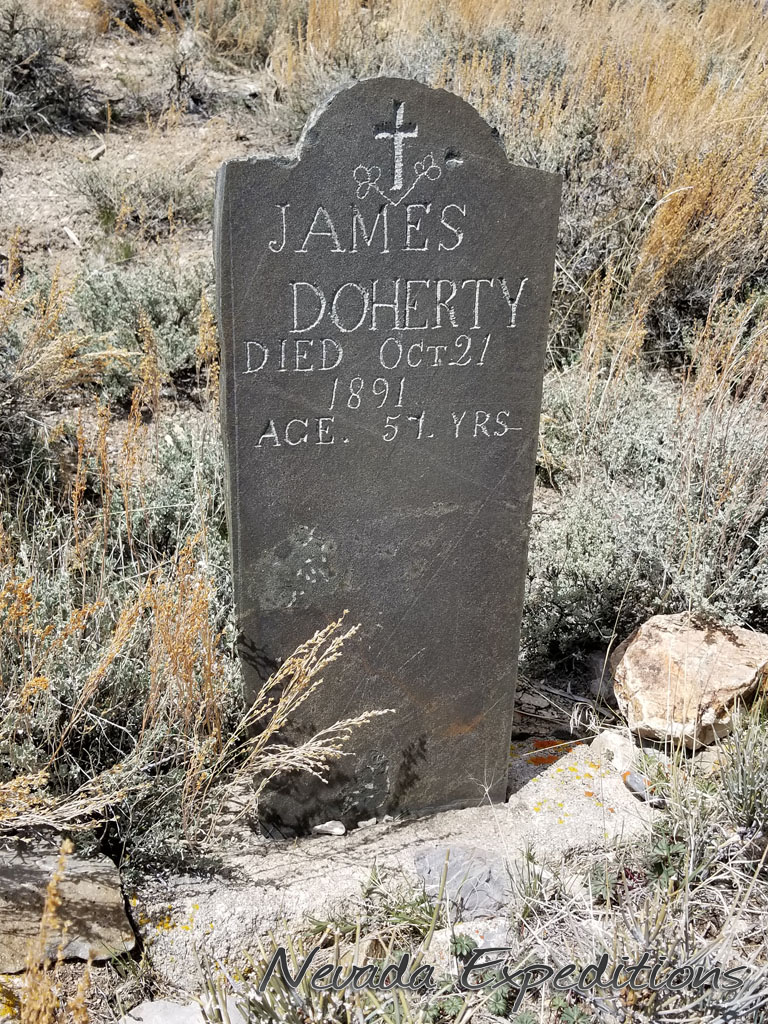 JAMES
DOHERTY
DIED OCT. 21
1891
AGE. 57. YRS
Nevada Expeditions